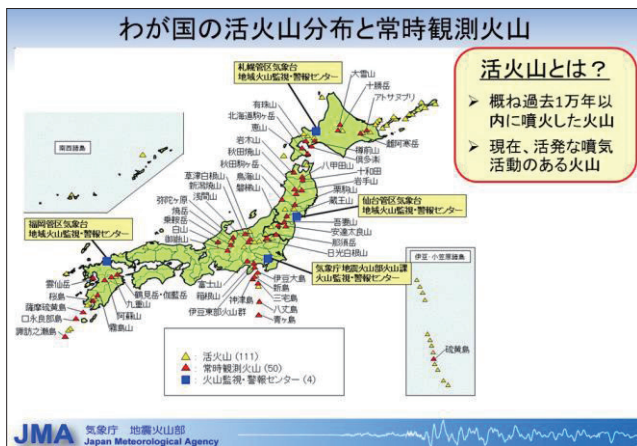 わが国の活火山分布と常時観測火山
札幌管区気象台
地域火山監視・警報センター
大雪山
十勝岳
アトサヌプリ
有珠山
北海道駒ヶ岳
恵山
岩木山
秋田焼山
秋田駒ヶ岳
鳥海山
磐梯山
雌阿寒岳
樽前山
倶多楽
八甲田山
十和田
岩手山
栗駒山
蔵王山
吾妻山
安達太良山
那須岳
日光白根山
活火山とは？
➢ 概ね過去1万年以
内に噴火した火山
➢ 現在、活発な噴気
活動のある火山
南西諸島
草津白根山
新潟焼山
浅間山
弥陀ヶ原
焼岳
乗鞍岳
白山
御嶽山
仙台管区気象台
地域火山監視・警報センター
福岡管区気象台
地域火山監視・警報センター
気象庁地震火山部火山課
火山監視・警報センター
伊豆・小笠原諸島
硫黄島
雲仙岳
桜島
薩摩硫黄島
口永良部島
諏訪之瀬島
鶴見岳・伽藍岳
九重山
阿蘇山
霧島山
富士山
箱根山
伊豆東部火山群
伊豆大島
新島
神津島
三宅島
八丈島
青ヶ島
： 活火山 (111)
： 常時観測火山 (50)
： 火山監視・警報センター (4)
JMA 気象庁 地震火山部
Japan Meteorological Agency